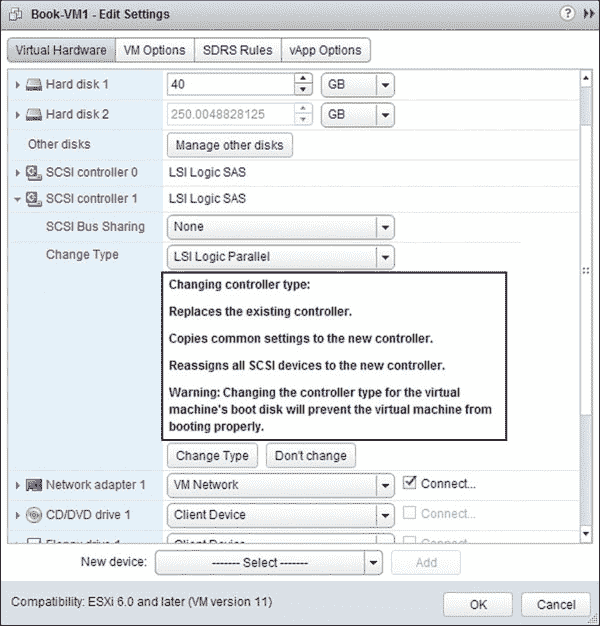 Book-VM1 - Edit Settings ?
Virtual Hardware VM Options SDRS Rules vApp Options
Hard disk 1 40 GB
Hard disk 2 250.0048828125 GB
Other disks Manage other disks
SCSI controller 0 LSI Logic SAS
SCSI controller 1 LSI Logic SAS
SCSI Bus Sharing None
Change Type LSI Logic Parallel
Changing controller type:
Replaces the existing controller.
Copies common settings to the new controller.
Reassigns all SCSI devices to the new controller.
Warning: Changing the controller type for the virtual
machine's boot disk will prevent the virtual machine from
booting properly.
Change Type Don't change
Network adapter 1 VM Network Connect...
CD/DVD drive 1 Client Device Connect...
Floppy drive 1 Client Device Connect...
New device: ------- Select ------- Add
Compatibility: ESXi 6.0 and later (VM version 11) OK Cancel